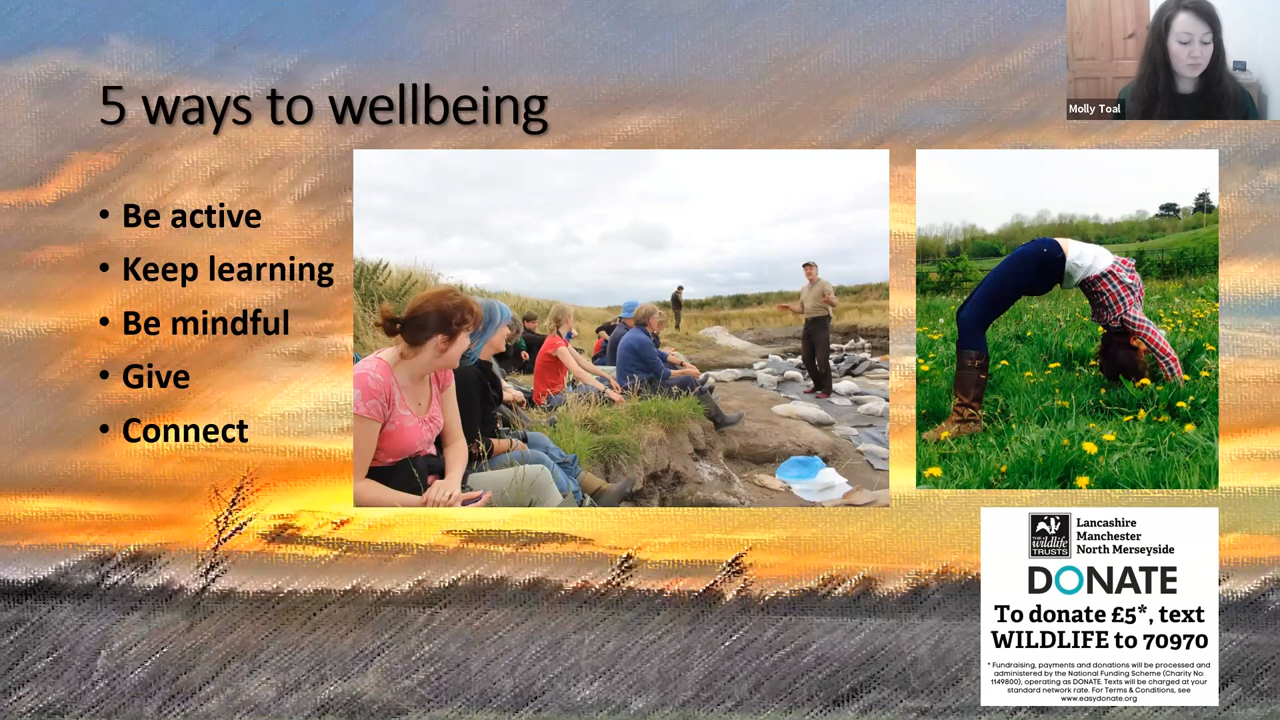 5 ways to wellbeing
Molly Toal
• Be active
• Keep learning
• Be mindful
• Give
• Connect
THE
wildlife
TRUSTS
Lancashire
Manchester
North Merseyside
DONATE
To donate £5*, text
WILDLIFE to 70970
* Fundraising, payments and donations will be processed and
administered by the National Funding Scheme (Charity No:
1149800), operating as DONATE. Texts will be charged at your
standard network rate. For Terms & Conditions, see
www.easydonate.org